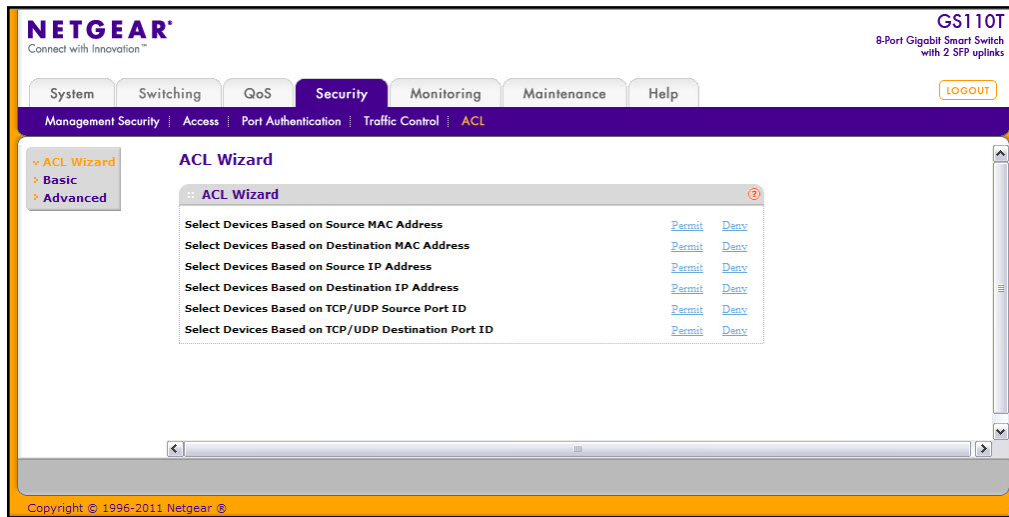 NETGEAR®
Connect with Innovation™
GS110T
8-Port Gigabit Smart Switch
with 2 SFP uplinks
System Switching QoS Security Monitoring Maintenance Help
LOGOUT
Management Security Access Port Authentication Traffic Control ACL
ACL Wizard
Basic
Advanced
ACL Wizard
ACL Wizard ?
Select Devices Based on Source MAC Address Permit Deny
Select Devices Based on Destination MAC Address Permit Deny
Select Devices Based on Source IP Address Permit Deny
Select Devices Based on Destination IP Address Permit Deny
Select Devices Based on TCP/UDP Source Port ID Permit Deny
Select Devices Based on TCP/UDP Destination Port ID Permit Deny
Copyright © 1996-2011 Netgear ®